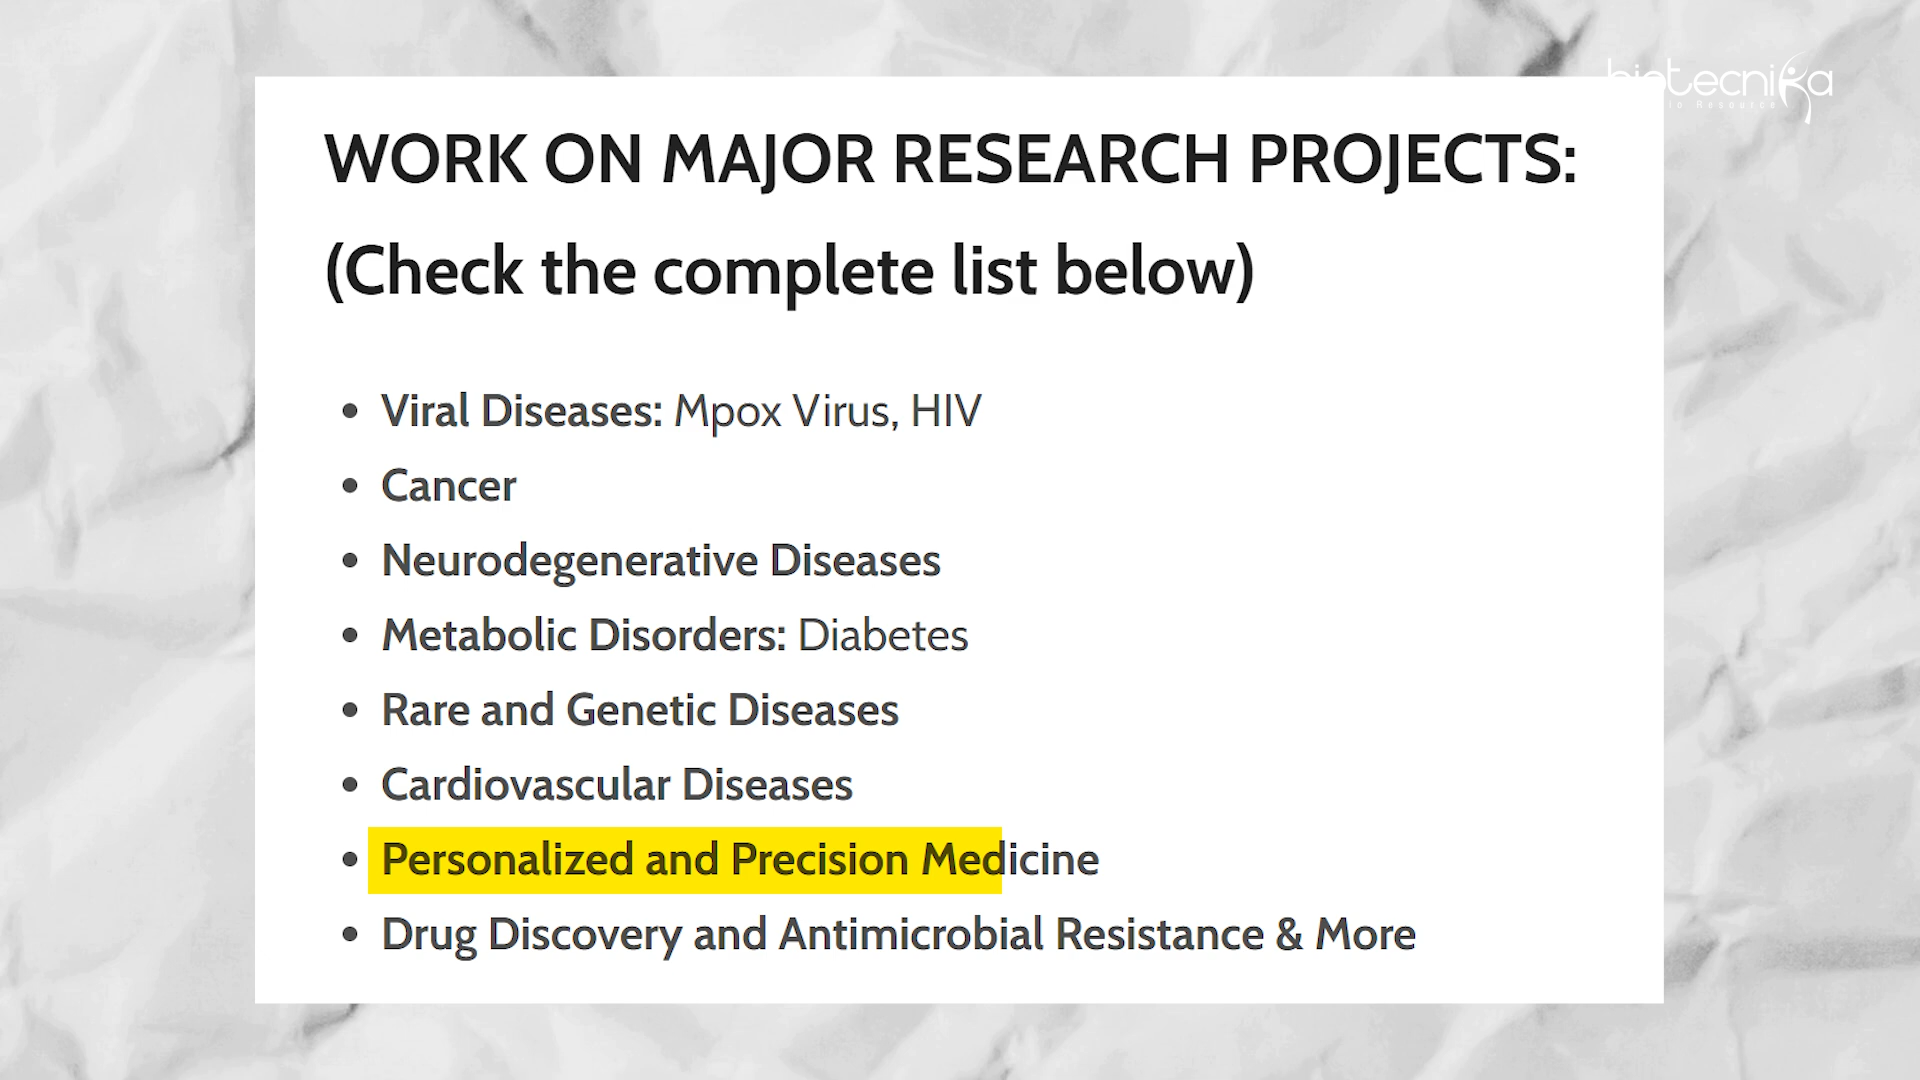 biotecnika
WORK ON MAJOR RESEARCH PROJECTS:
(Check the complete list below)
• Viral Diseases: Mpox Virus, HIV
• Cancer
• Neurodegenerative Diseases
• Metabolic Disorders: Diabetes
• Rare and Genetic Diseases
• Cardiovascular Diseases
• Personalized and Precision Medicine
• Drug Discovery and Antimicrobial Resistance & More